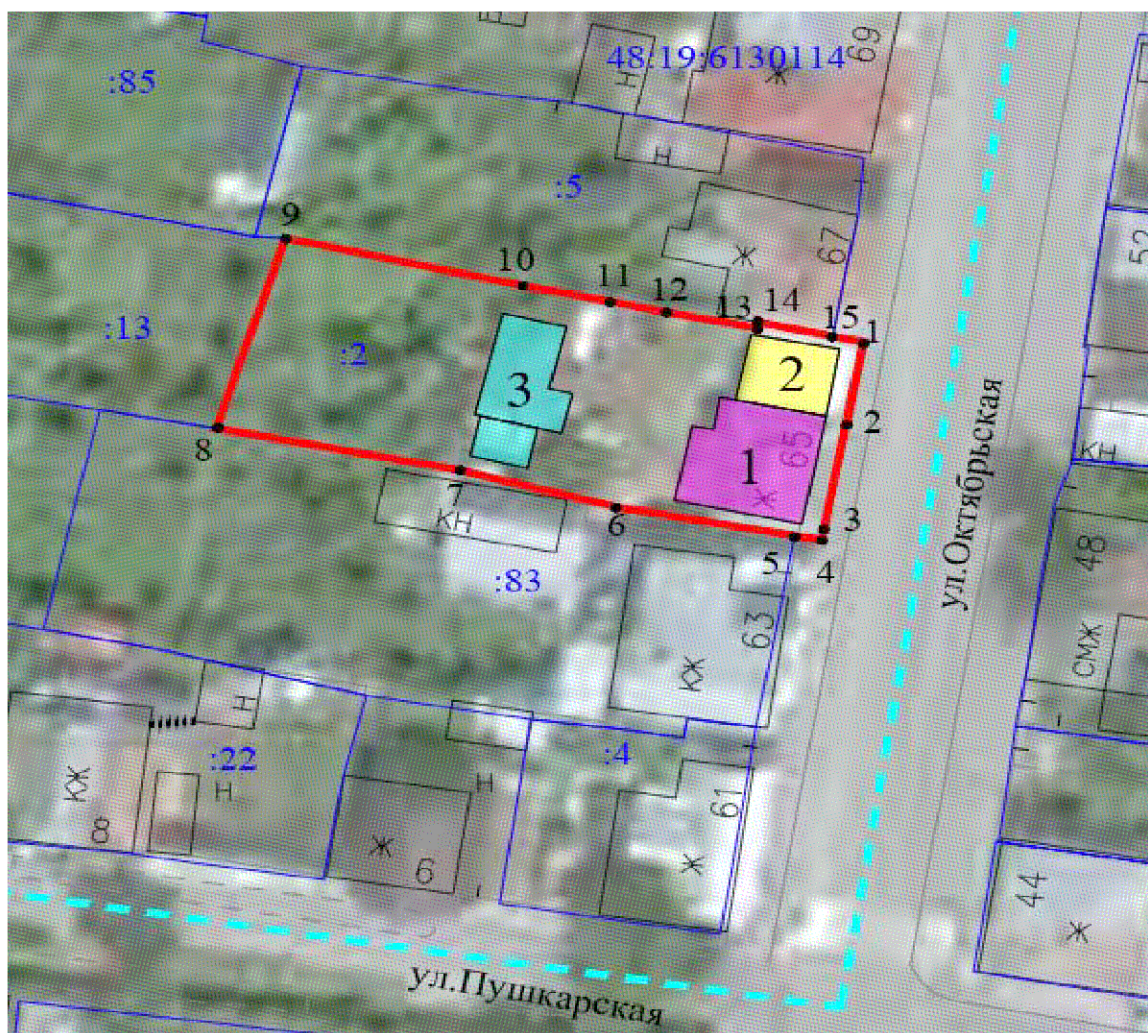 48:19:6130114
69
Ж
Н
:85
Н
:5
67
Ж
52
9
10
11
12
13
14
15
1
:13
:2
3
2
2
65
1
Ж
8
7
КН
6
5
3
4
КН
ул.Октябрьская
48
:83
63
КЖ
СМЖ
Н
:22
:4
КЖ
Н
Н
61
8
Ж
6
Ж
44
Ж
ул.Пушкарская